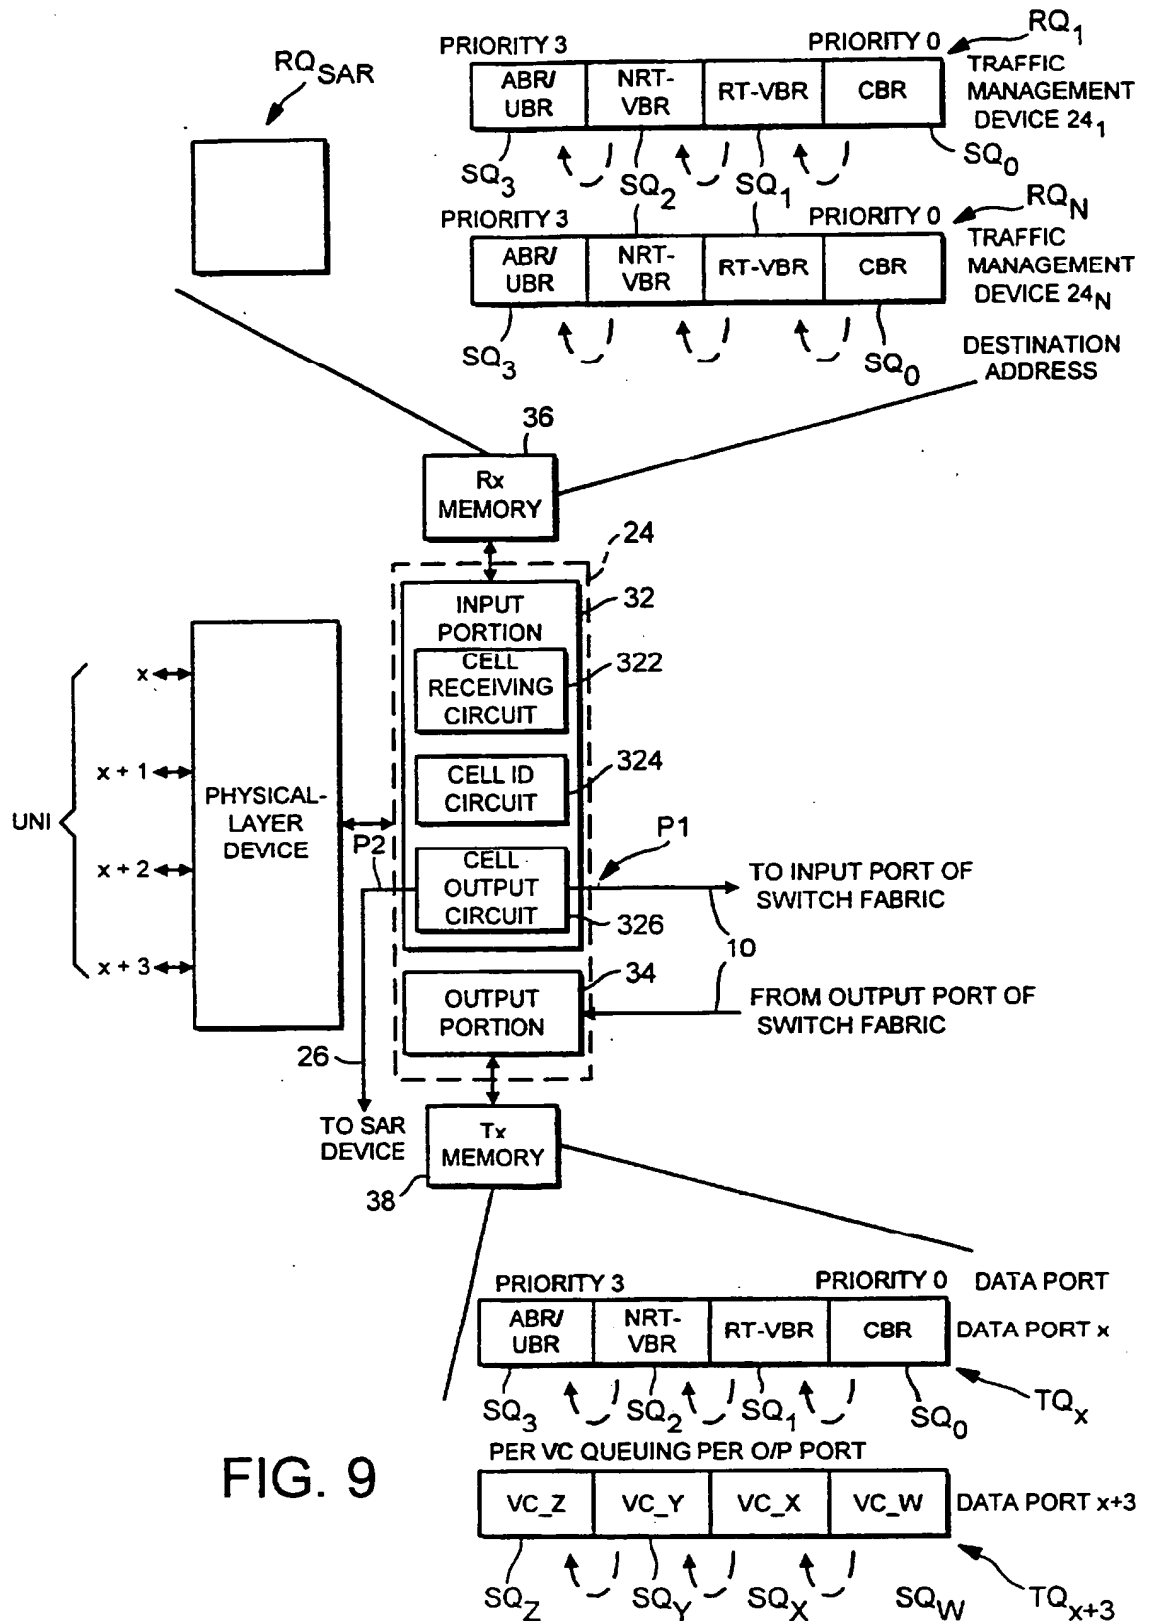 RQSAR
PRIORITY 3 PRIORITY 0 RQ1
ABR/ UBR NRT- VBR RT-VBR CBR
TRAFFIC MANAGEMENT DEVICE 241
SQ3 SQ2 SQ1 SQ0
PRIORITY 3 PRIORITY 0 RQN
ABR/ UBR NRT- VBR RT-VBR CBR
TRAFFIC MANAGEMENT DEVICE 24N
SQ3 SQ0
DESTINATION
ADDRESS
36
Rx
MEMORY
24
32
INPUT
PORTION
CELL
RECEIVING
CIRCUIT
322
CELL ID
CIRCUIT
324
CELL
OUTPUT
CIRCUIT
326
P1
P2
UNI
x
x + 1
x + 2
x + 3
PHYSICAL-
LAYER
DEVICE
TO INPUT PORT OF
SWITCH FABRIC
10
34
OUTPUT
PORTION
FROM OUTPUT PORT OF
SWITCH FABRIC
26
TO SAR
DEVICE
Tx
MEMORY
38
PRIORITY 3 PRIORITY 0 DATA PORT
ABR/ UBR NRT- VBR RT-VBR CBR DATA PORT x
SQ3 SQ2 SQ1 SQ0 TQx
PER VC QUEUING PER O/P PORT
VC_Z VC_Y VC_X VC_W DATA PORT x+3
SQZ SQY SQX SQW TQx+3
FIG. 9